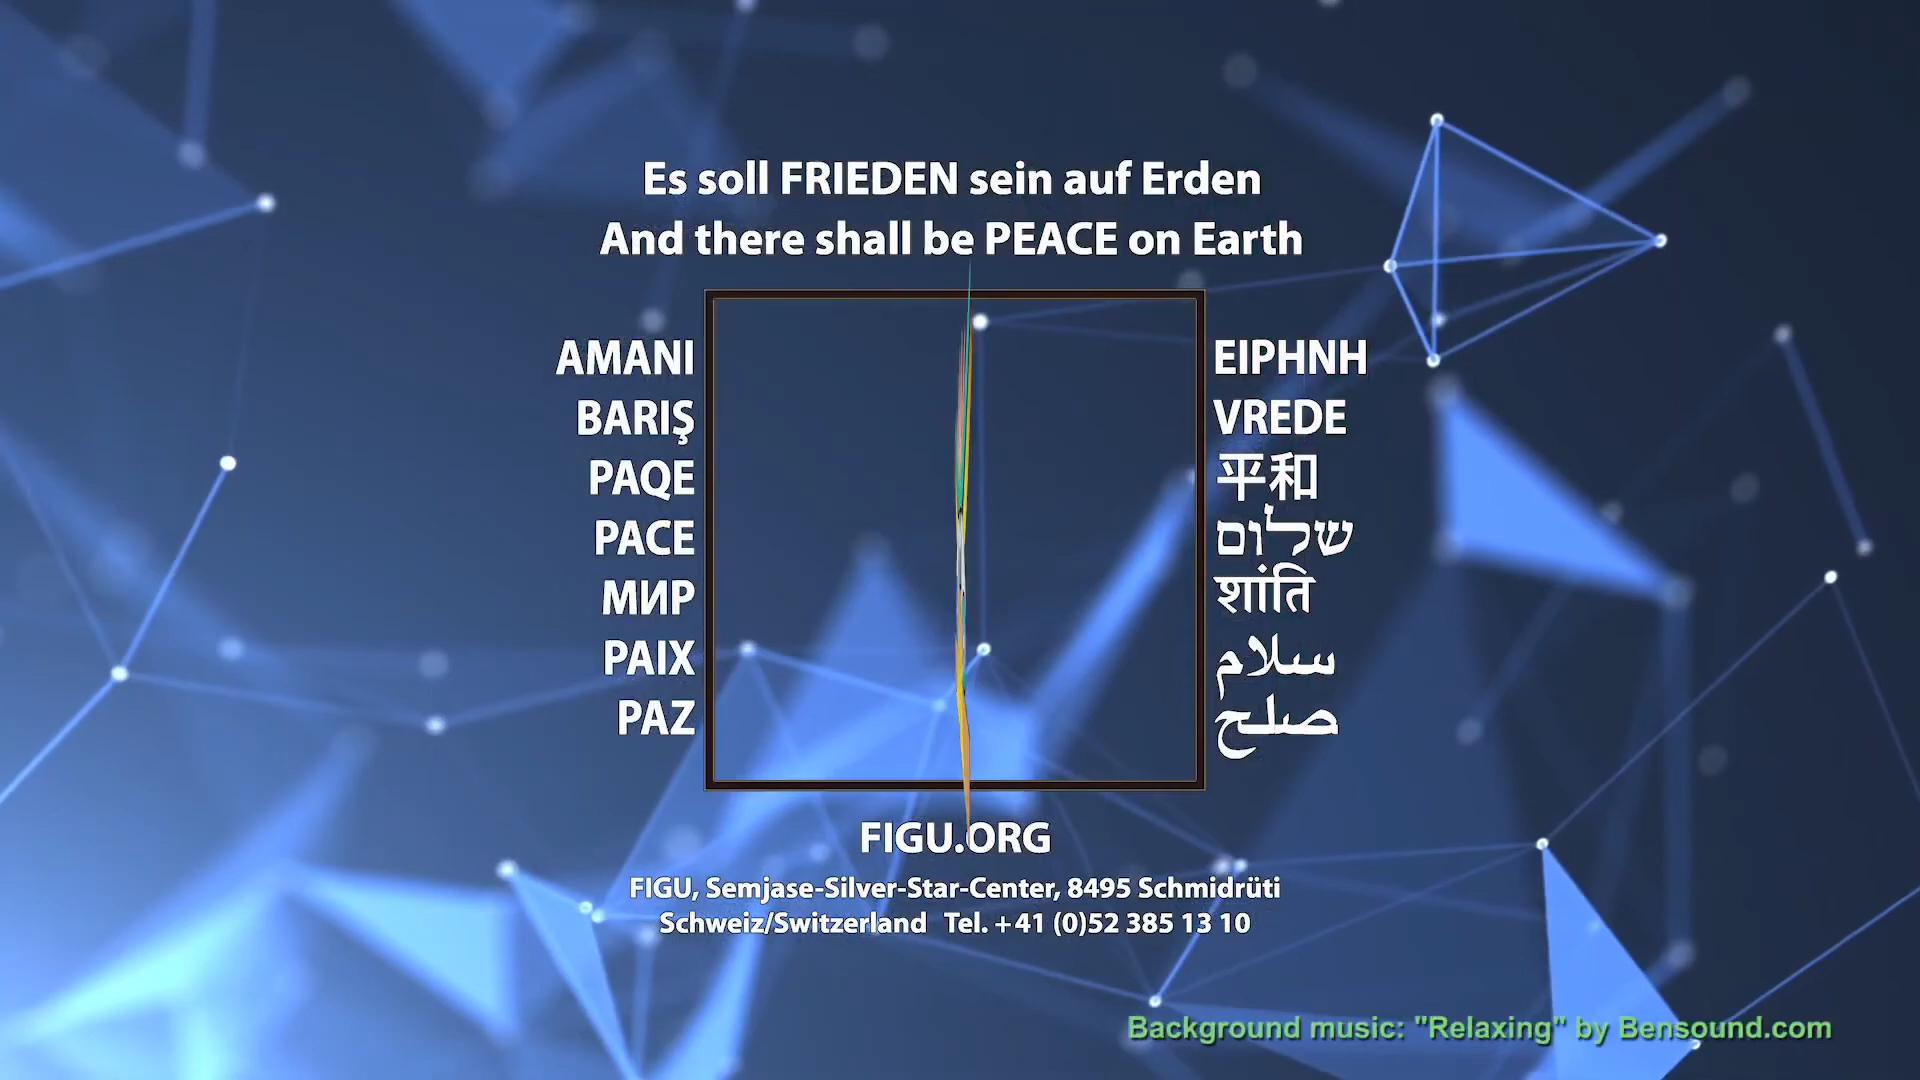 Es soll FRIEDEN sein auf Erden
And there shall be PEACE on Earth
AMANI
BARIŞ
PAQE
PACE
МИР
PAIX
PAZ
ΕΙΡΗΝΗ
VREDE
平和
שלום
शांति
سلام
صلح
FIGU.ORG
FIGU, Semjase-Silver-Star-Center, 8495 Schmidrüti
Schweiz/Switzerland Tel. +41 (0)52 385 13 10
Background music: "Relaxing" by Bensound.com